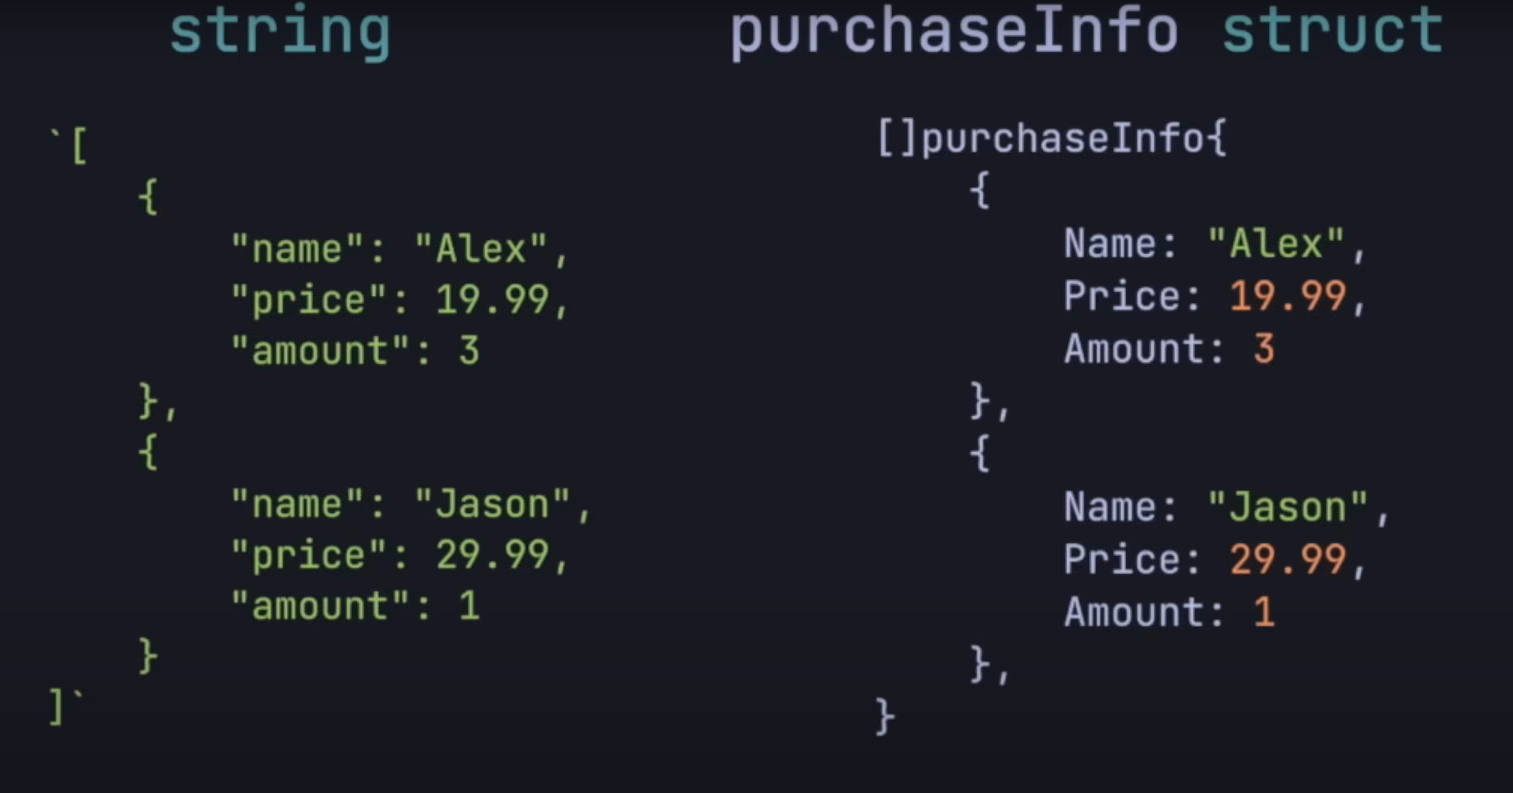 string
`[
    {
        "name": "Alex",
        "price": 19.99,
        "amount": 3
    },
    {
        "name": "Jason",
        "price": 29.99,
        "amount": 1
    }
]`
purchaseInfo struct
[]purchaseInfo{
    {
        Name: "Alex",
        Price: 19.99,
        Amount: 3
    },
    {
        Name: "Jason",
        Price: 29.99,
        Amount: 1
    },
}